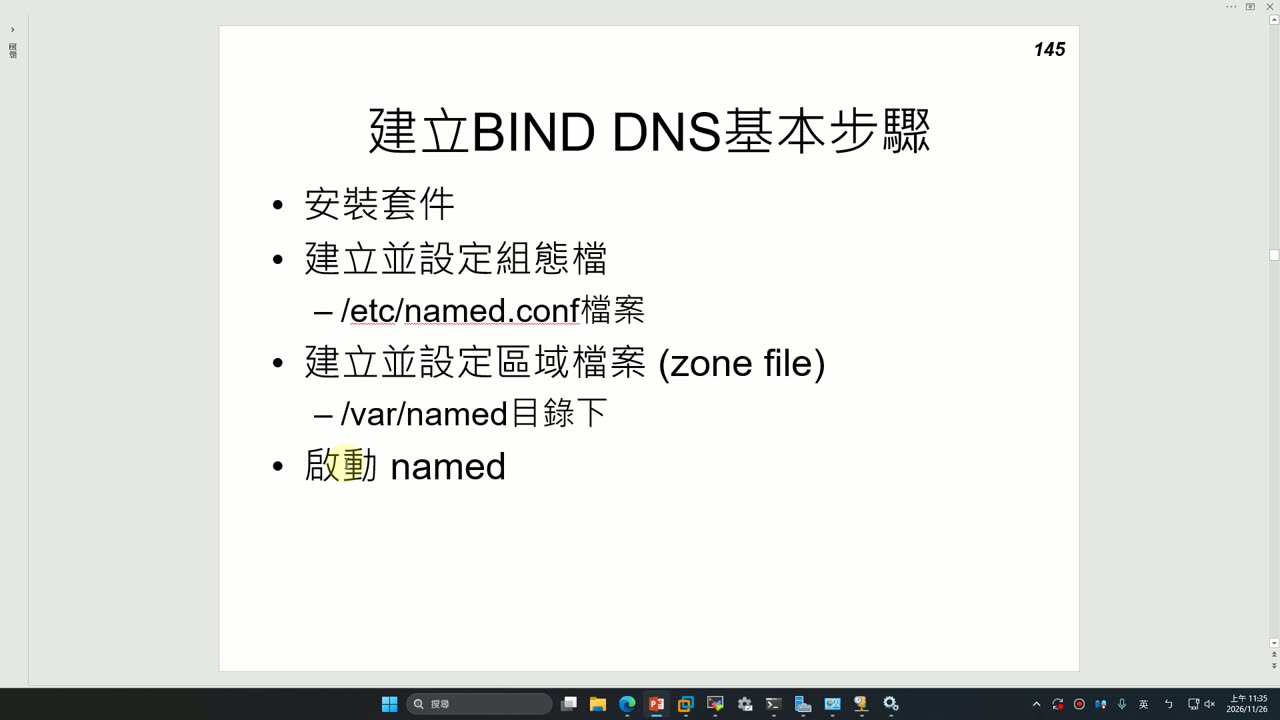 145
建立BIND DNS基本步驟
• 安裝套件
• 建立並設定組態檔
– /etc/named.conf檔案
• 建立並設定區域檔案 (zone file)
– /var/named目錄下
• 啟動 named
搜尋
英
ㄅ
上午 11:35
2026/11/26